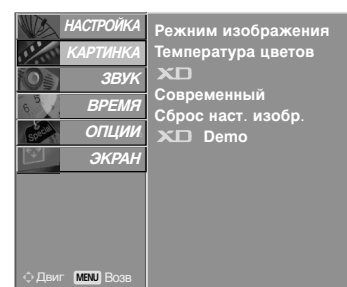 НАСТРОЙКА
КАРТИНКА
ЗВУК
ВРЕМЯ
Special
ОПЦИИ
ЭКРАН
Режним изображения
Температура цветов
XD
Современный
Сброс наст. изобр.
XD Demo
Двиг MENU Возв